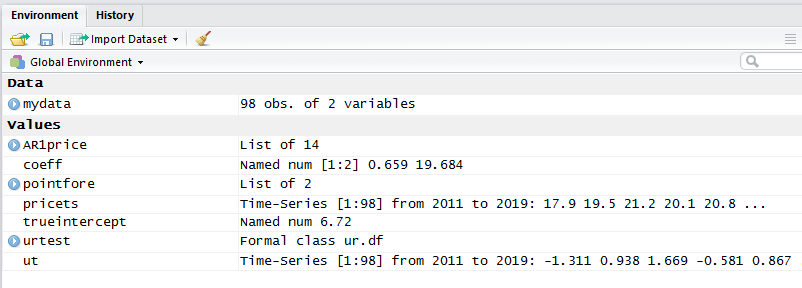 Environment History
Import Dataset
Global Environment
Data
mydata 98 obs. of 2 variables
Values
AR1price List of 14
coeff Named num [1:2] 0.659 19.684
pointfore List of 2
pricets Time-Series [1:98] from 2011 to 2019: 17.9 19.5 21.2 20.1 20.8 ...
trueintercept Named num 6.72
urtest Formal class ur.df
ut Time-Series [1:98] from 2011 to 2019: -1.311 0.938 1.669 -0.581 0.867